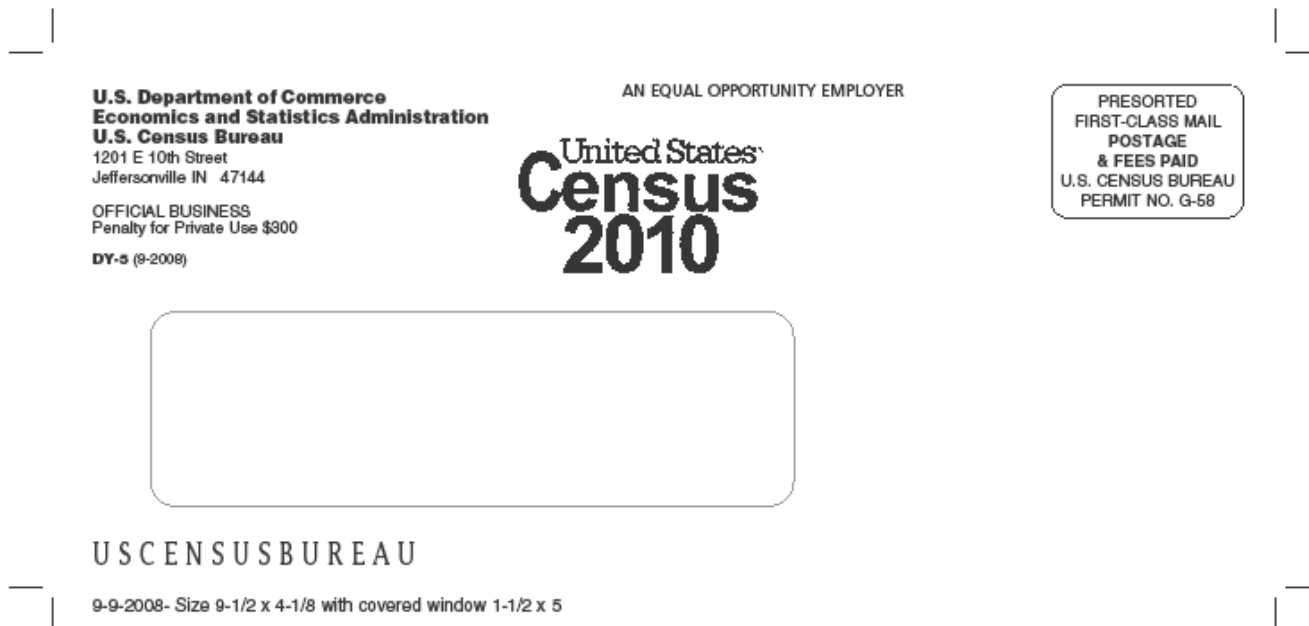 U.S. Department of Commerce
Economics and Statistics Administration
U.S. Census Bureau
1201 E 10th Street
Jeffersonville IN 47144
OFFICIAL BUSINESS
Penalty for Private Use $300
DY-5 (9-2008)
AN EQUAL OPPORTUNITY EMPLOYER
United States
Census
2010
PRESORTED
FIRST-CLASS MAIL
POSTAGE
& FEES PAID
U.S. CENSUS BUREAU
PERMIT NO. G-58
USCENSUSBUREAU
9-9-2008- Size 9-1/2 x 4-1/8 with covered window 1-1/2 x 5